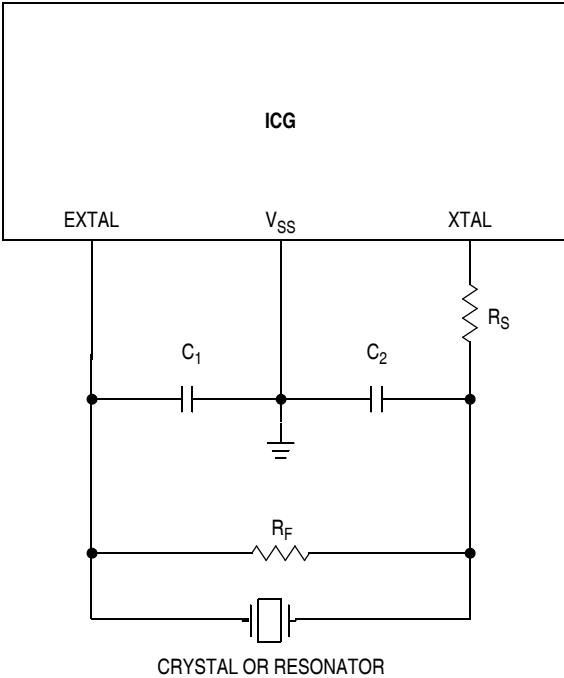 ICG
EXTAL
VSS
XTAL
RS
C1
C2
RF
CRYSTAL OR RESONATOR